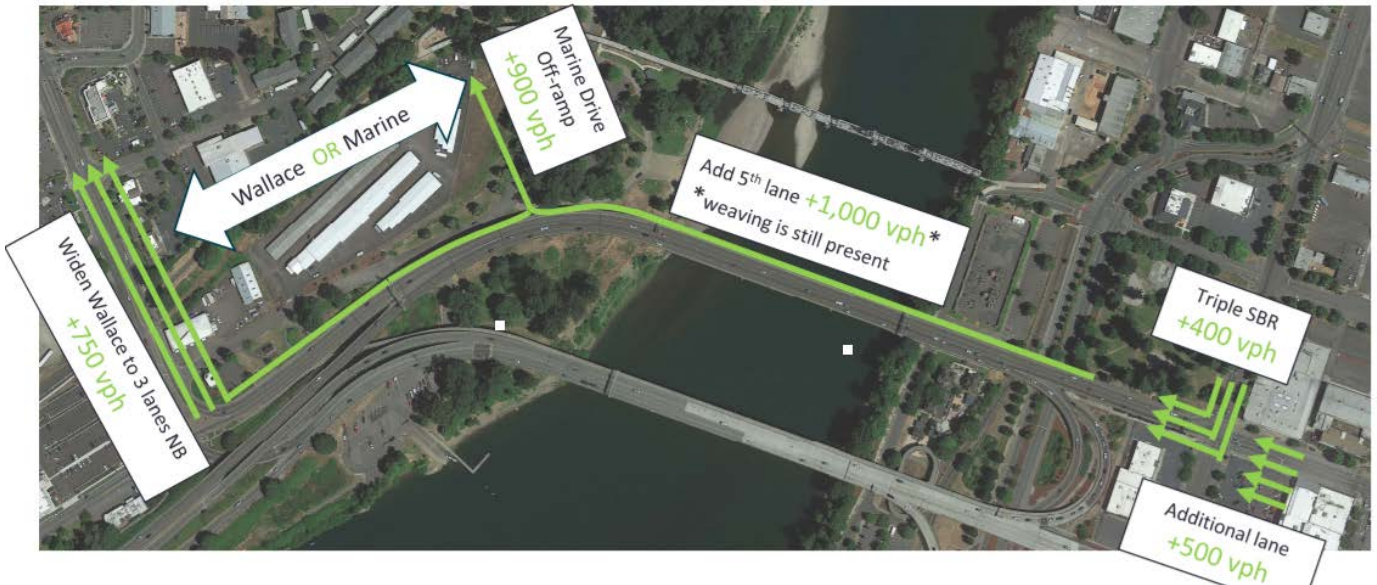 Marine Drive
Off-ramp
+900 vph
Wallace OR Marine
Add 5th lane +1,000 vph*
*weaving is still present
Widen Wallace to 3 lanes NB
+750 vph
Triple SBR
+400 vph
Additional lane
+500 vph